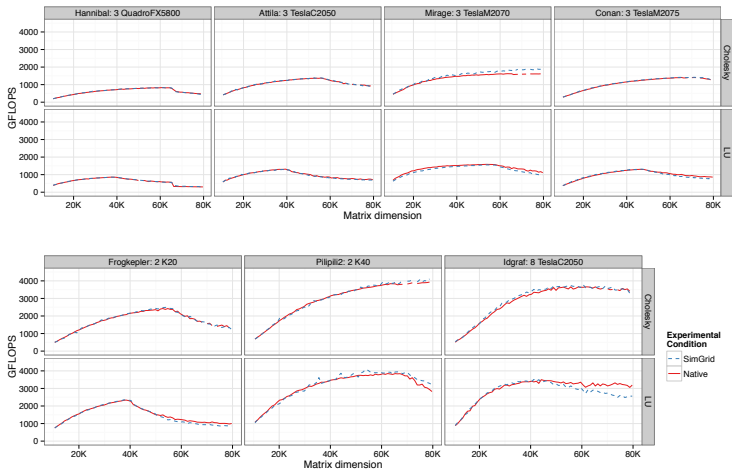 Hannibal: 3 QuadroFX5800
Attila: 3 TeslaC2050
Mirage: 3 TeslaM2070
Conan: 3 TeslaM2075
4000
3000
2000
1000
0
Cholesky
4000
3000
2000
1000
0
LU
GFLOPS
20K 40K 60K 80K
20K 40K 60K 80K
20K 40K 60K 80K
20K 40K 60K 80K
Matrix dimension
Frogkepler: 2 K20
Pilipili2: 2 K40
Idgraf: 8 TeslaC2050
4000
3000
2000
1000
0
Cholesky
4000
3000
2000
1000
0
LU
GFLOPS
20K 40K 60K 80K
20K 40K 60K 80K
20K 40K 60K 80K
Matrix dimension
Experimental
Condition
SimGrid
Native